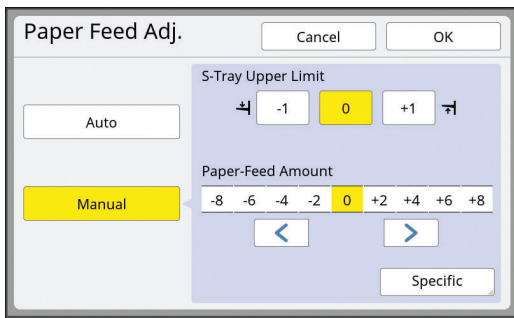 Paper Feed Adj.
Cancel
OK
S-Tray Upper Limit
-1
0
+1
Auto
Paper-Feed Amount
Manual
-8 -6 -4 -2 0 +2 +4 +6 +8
Specific